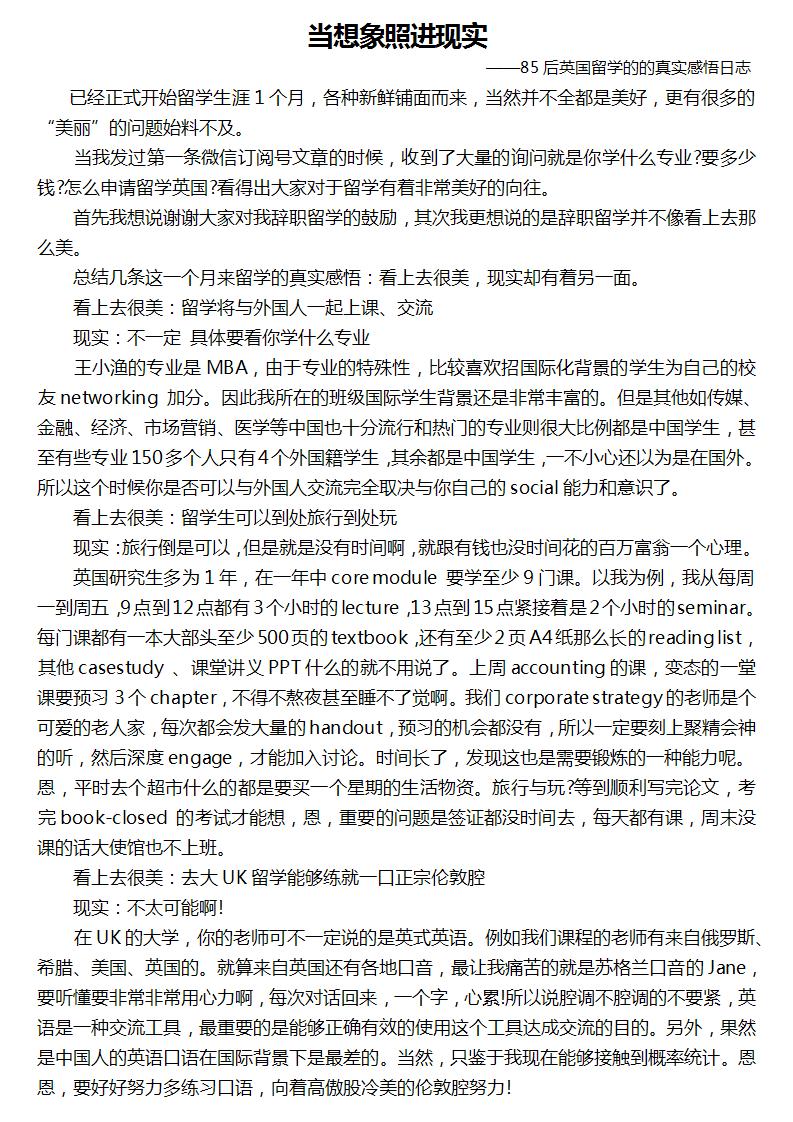 当想象照进现实
——85 后英国留学的的真实感悟日志
已经正式开始留学生涯 1 个月，各种新鲜铺面而来，当然并不全都是美好，更有很多的
“美丽”的问题始料不及。
当我发过第一条微信订阅号文章的时候，收到了大量的询问就是你学什么专业?要多少
钱?怎么申请留学英国?看得出大家对于留学有着非常美好的向往。
首先我想说谢谢大家对我辞职留学的鼓励，其次我更想说的是辞职留学并不像看上去那
么美。
总结几条这一个月来留学的真实感悟：看上去很美，现实却有着另一面。
看上去很美：留学将与外国人一起上课、交流
现实：不一定 具体要看你学什么专业
王小渔的专业是 MBA，由于专业的特殊性，比较喜欢招国际化背景的学生为自己的校
友 networking 加分。因此我所在的班级国际学生背景还是非常丰富的。但是其他如传媒、
金融、经济、市场营销、医学等中国也十分流行和热门的专业则很大比例都是中国学生，甚
至有些专业 150 多个人只有 4 个外国籍学生，其余都是中国学生，一不小心还以为是在国外。
所以这个时候你是否可以与外国人交流完全取决与你自己的 social 能力和意识了。
看上去很美：留学生可以到处旅行到处玩
现实：旅行倒是可以，但是就是没有时间啊，就跟有钱也没时间花的百万富翁一个心理。
英国研究生多为 1 年，在一年中 core module 要学至少 9 门课。以我为例，我从每周
一到周五，9 点到 12 点都有 3 个小时的 lecture，13 点到 15 点紧接着是 2 个小时的 seminar。
每门课都有一本大部头至少 500 页的 textbook，还有至少 2 页 A4 纸那么长的 reading list，
其他 casestudy 、课堂讲义 PPT 什么的就不用说了。上周 accounting 的课，变态的一堂
课要预习 3 个 chapter，不得不熬夜甚至睡不了觉啊。我们 corporate strategy 的老师是个
可爱的老人家，每次都会发大量的 handout，预习的机会都没有，所以一定要刻上聚精会神
的听，然后深度 engage，才能加入讨论。时间长了，发现这也是需要锻炼的一种能力呢。
恩，平时去个超市什么的都是要买一个星期的生活物资。旅行与玩?等到顺利写完论文，考
完 book-closed 的考试才能想，恩，重要的问题是签证都没时间去，每天都有课，周末没
课的话大使馆也不上班。
看上去很美：去大 UK 留学能够练就一口正宗伦敦腔
现实：不太可能啊!
在 UK 的大学，你的老师可不一定说的是英式英语。例如我们课程的老师有来自俄罗斯、
希腊、美国、英国的。就算来自英国还有各地口音，最让我痛苦的就是苏格兰口音的 Jane，
要听懂要非常非常用心力啊，每次对话回来，一个字，心累!所以说腔调不腔调的不要紧，英
语是一种交流工具，最重要的是能够正确有效的使用这个工具达成交流的目的。另外，果然
是中国人的英语口语在国际背景下是最差的。当然，只鉴于我现在能够接触到概率统计。恩
恩，要好好努力多练习口语，向着高傲股冷美的伦敦腔努力!